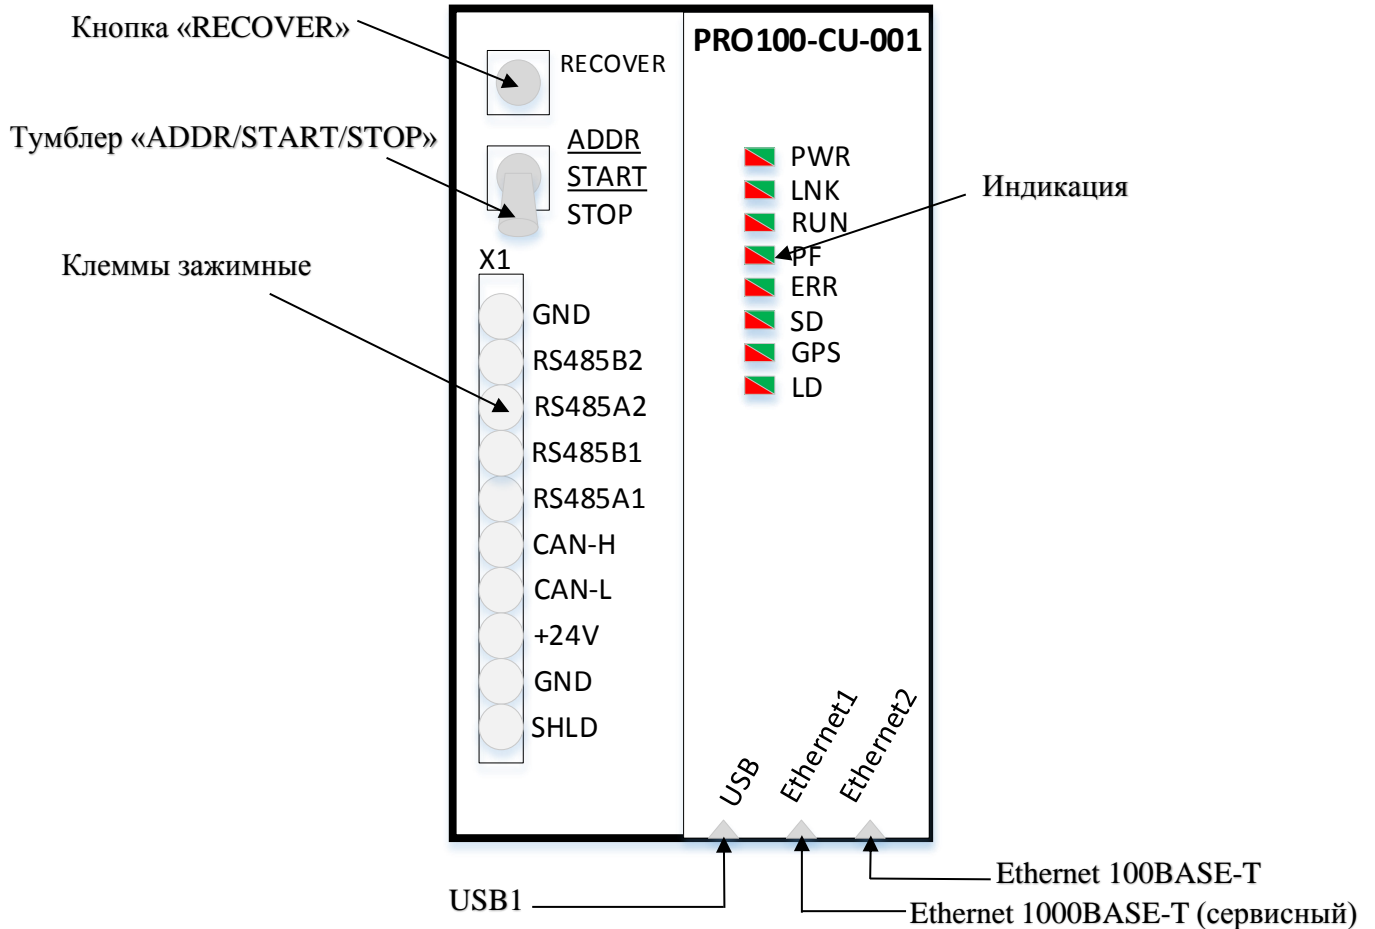 Кнопка «RECOVER»
RECOVER
PRO100-CU-001
Тумблер «ADDR/START/STOP»
ADDR
START
STOP
PWR
LNK
RUN
PF
ERR
SD
GPS
LD
Индикация
Клеммы зажимные
X1
GND
RS485B2
RS485A2
RS485B1
RS485A1
CAN-H
CAN-L
+24V
GND
SHLD
USB
Ethernet1
Ethernet2
USB1
Ethernet 100BASE-T
Ethernet 1000BASE-T (сервисный)